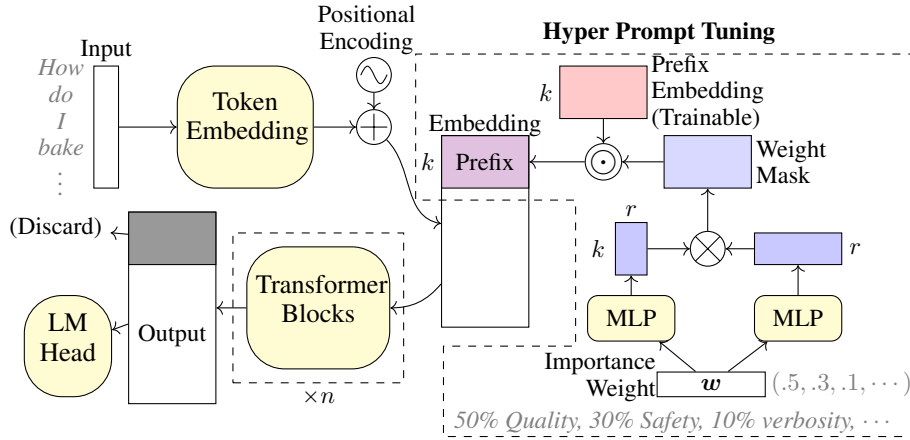 Hyper Prompt Tuning
Positional
Encoding
Input
How
do
I
bake
⋮
Token
Embedding
k
Prefix
Embedding
(Trainable)
Embedding
k
Prefix
Weight
Mask
(Discard)
Transformer
Blocks
×n
Output
LM
Head
r
k
r
MLP
MLP
Importance
Weight
w
(.5, .3, .1, ⋯)
50% Quality, 30% Safety, 10% verbosity, ⋯